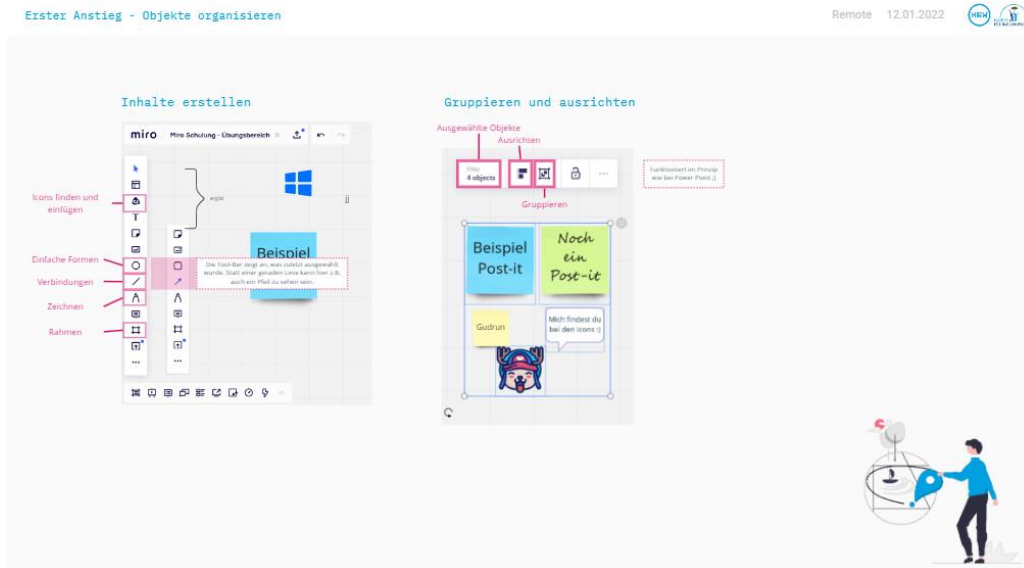 Erster Anstieg - Objekte organisieren
Remote 12.01.2022
HRW
Inhalte erstellen
miro Miro Schulung - Übungsbereich
Icons finden und
einfügen
Einfache Formen
Verbindungen
Zeichnen
Rahmen
T
jj
Beispiel
Die Tool-Bar zeigt an, was zuletzt ausgewählt
wurde. Statt einer geraden Linie kann hier z.B.
auch ein Pfeil zu sehen sein.
Gruppieren und ausrichten
Ausgewählte Objekte
Ausrichten
Filter
4 objects
Gruppieren
Funktioniert im Prinzip
wie bei Power Point ;)
Beispiel
Post-it
Noch
ein
Post-it
Gudrun
Mich findest du
bei den Icons :)